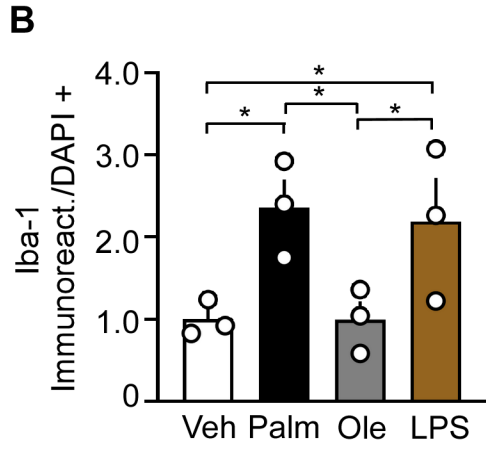 B
Iba-1
Immunoreact./DAPI +
4.0
3.0
2.0
1.0
0
*
*
*
*
Veh Palm Ole LPS